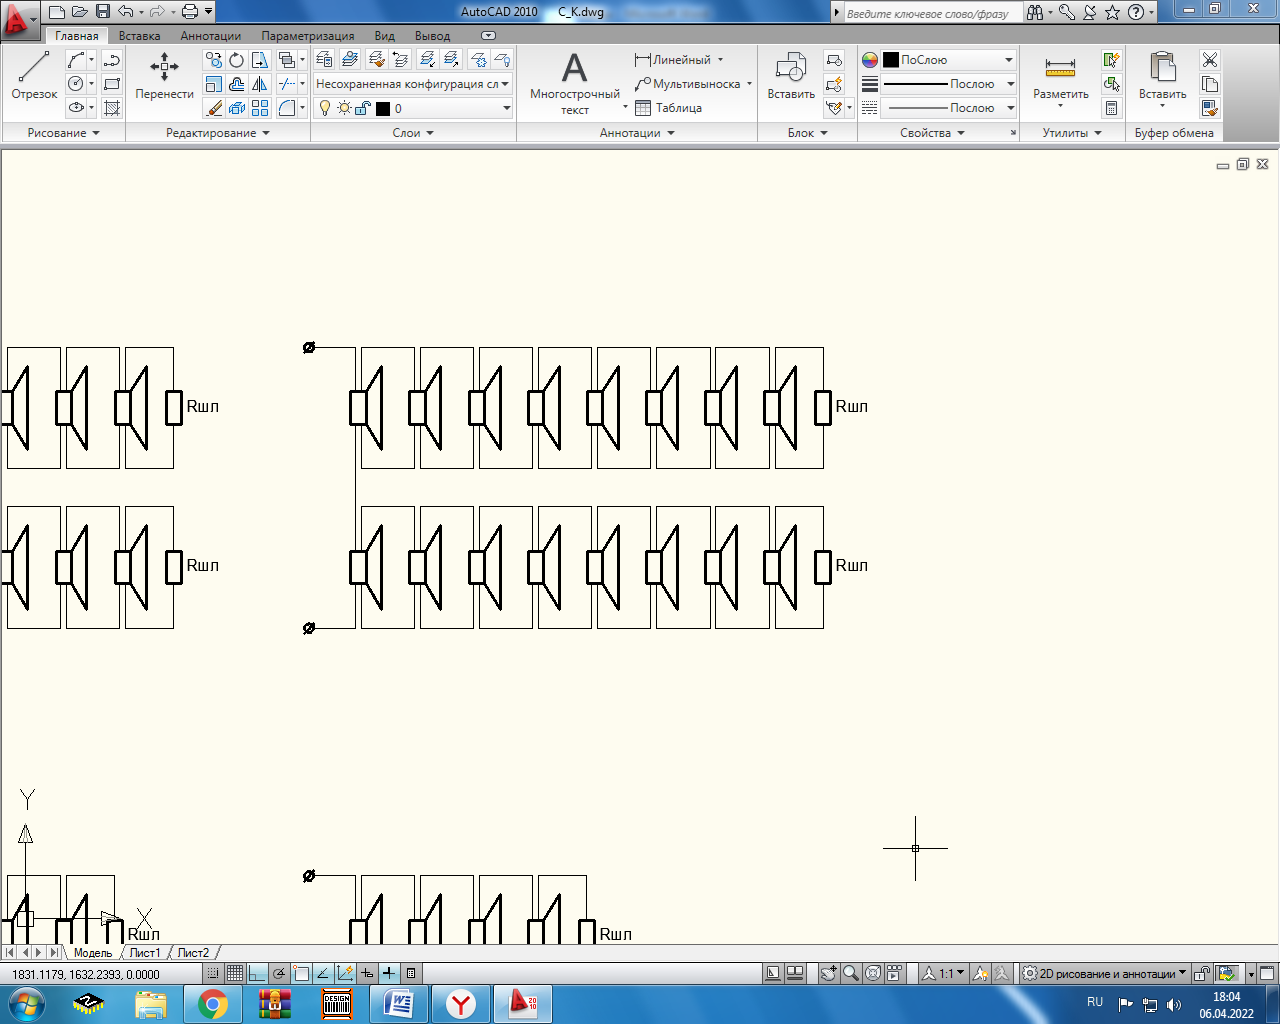 AutoCAD 2010 C_K.dwg
Введите ключевое слово/фразу
Главная Вставка Аннотации Параметризация Вид Вывод
Отрезок
Перенести
Несохраненная конфигурация сл
0
Многострочный
текст
Линейный
Мультивыноска
Таблица
Вставить
ПоСлою
Послою
Послою
Разметить
Вставить
Рисование Редактирование Слои Аннотации Блок Свойства Утилиты Буфер обмена
Rшл Rшл
Rшл Rшл
Y
X
Rшл Rшл
Модель Лист1 Лист2
1831.1179, 1632.2393, 0.0000
1:1
2D рисование и аннотации
DESIGN
RU
18:04
06.04.2022